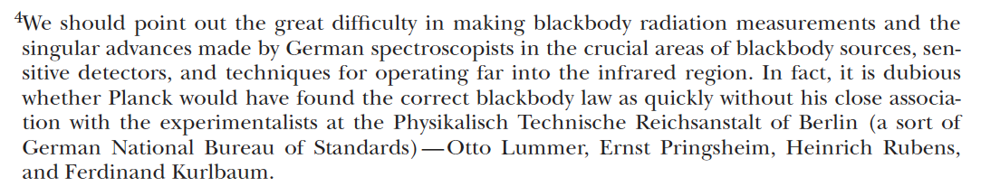 ⁴We should point out the great difficulty in making blackbody radiation measurements and the
singular advances made by German spectroscopists in the crucial areas of blackbody sources, sen-
sitive detectors, and techniques for operating far into the infrared region. In fact, it is dubious
whether Planck would have found the correct blackbody law as quickly without his close associa-
tion with the experimentalists at the Physikalisch Technische Reichsanstalt of Berlin (a sort of
German National Bureau of Standards)—Otto Lummer, Ernst Pringsheim, Heinrich Rubens,
and Ferdinand Kurlbaum.